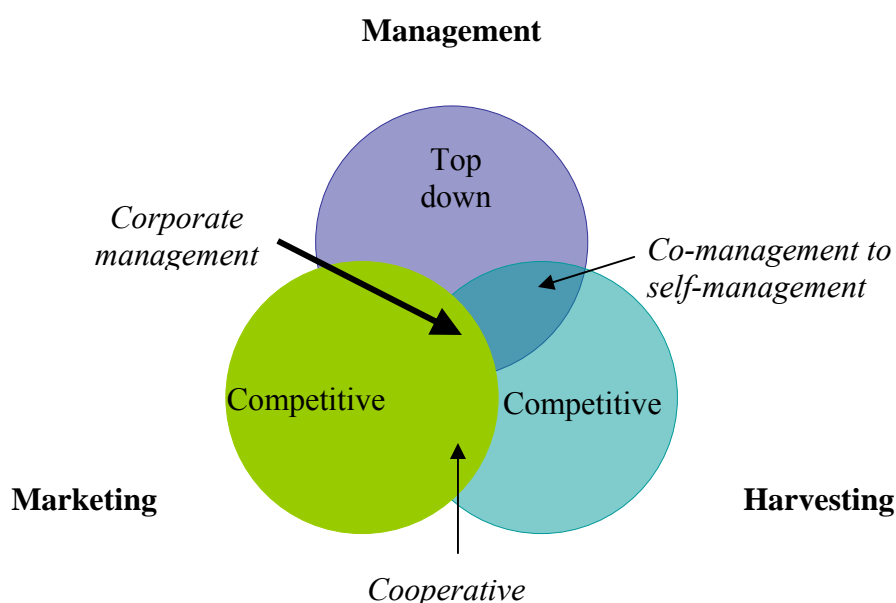 Management
Top
down
Corporate
management
Co-management to
self-management
Competitive
Competitive
Marketing
Harvesting
Cooperative